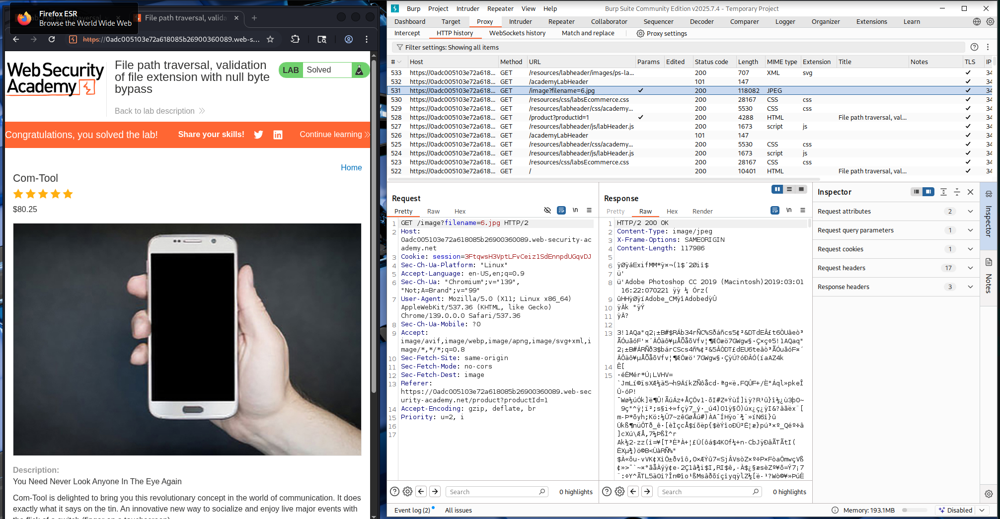 Firefox ESR
Browse the World Wide Web
File path traversal, valida
https://0adc005103e72a618085b26900360089.web-s...
WebSecurity
Academy
File path traversal, validation
of file extension with null byte
bypass
Back to lab description
LAB Solved
Congratulations, you solved the lab!
Share your skills!
Continue learning
Home
Com-Tool
$80.25
Description:
You Need Never Look Anyone In The Eye Again
Com-Tool is delighted to bring you this revolutionary concept in the world of communication. It does
exactly what it says on the tin. An innovative new way to socialize and enjoy live major events with
Burp Project Intruder Repeater View Help
Burp Suite Community Edition v2025.7.4 - Temporary Project
Dashboard Target Proxy Intruder Repeater Collaborator Sequencer Decoder Comparer Logger Organizer Extensions Learn
Intercept HTTP history WebSockets history Match and replace Proxy settings
Filter settings: Showing all items
# Host Method URL Params Edited Status code Length MIME type Extension Title Notes TLS IP
533 https://0adc005103e72a618... GET /resources/labheader/images/ps-la... 200 707 XML svg 34
532 https://0adc005103e72a618... GET /academyLabHeader 101 147 34
531 https://0adc005103e72a618... GET /image?filename=6.jpg ✓ 200 118082 JPEG 34
530 https://0adc005103e72a618... GET /resources/css/labsEcommerce.css 200 28167 CSS css 34
529 https://0adc005103e72a618... GET /resources/labheader/css/academy... 200 5530 CSS css 34
528 https://0adc005103e72a618... GET /product?productId=1 ✓ 200 4288 HTML File path traversal, val... 34
527 https://0adc005103e72a618... GET /resources/labheader/js/labHeader.js 200 1673 script js 34
526 https://0adc005103e72a618... GET /academyLabHeader 101 147 34
525 https://0adc005103e72a618... GET /resources/labheader/css/academy... 200 5530 CSS css 34
524 https://0adc005103e72a618... GET /resources/labheader/js/labHeader.js 200 1673 script js 34
523 https://0adc005103e72a618... GET /resources/css/labsEcommerce.css 200 28167 CSS css 34
522 https://0adc005103e72a618... GET / 200 10401 HTML File path traversal, val... 34
Request
Pretty Raw Hex
\n
1 GET /image?filename=6.jpg HTTP/2
2 Host:
0adc005103e72a618085b26900360089.web-security-ac
ademy.net
3 Cookie: session=3FtqwsH3VptLFvCeiz1SdEnnpdUGqvDJ
4 Sec-Ch-Ua-Platform: "Linux"
5 Accept-Language: en-US,en;q=0.9
6 Sec-Ch-Ua: "Chromium";v="139",
"Not;A=Brand";v="99"
7 User-Agent: Mozilla/5.0 (X11; Linux x86_64)
AppleWebKit/537.36 (KHTML, like Gecko)
Chrome/139.0.0.0 Safari/537.36
8 Sec-Ch-Ua-Mobile: ?0
9 Accept:
image/avif,image/webp,image/apng,image/svg+xml,i
mage/*,*/*;q=0.8
10 Sec-Fetch-Site: same-origin
11 Sec-Fetch-Mode: no-cors
12 Sec-Fetch-Dest: image
13 Referer:
https://0adc005103e72a618085b26900360089.web-sec
urity-academy.net/product?productId=1
14 Accept-Encoding: gzip, deflate, br
15 Priority: u=2, i
16
17
Search 0 highlights
Response
Pretty Raw Hex Render
\n
1 HTTP/2 200 OK
2 Content-Type: image/jpeg
3 X-Frame-Options: SAMEORIGIN
4 Content-Length: 117986
5
6 ÿØÿáExifMM*
7 ü'
8 ü'Adobe Photoshop CC 2019 (Macintosh)2019:03:01
16:22:070221
9 ûHHÿØÿíAdobe_CMÿîAdobedÿÛ
10 ÿÀk "ÿÝ
11 ÿÄ?
12
13
14 Ê[
15
Search 0 highlights
Inspector
Request attributes 2
Request query parameters 1
Request cookies 1
Request headers 17
Response headers 3
Inspector
Notes
Event log (2) All issues
Memory: 193.1MB
Disabled